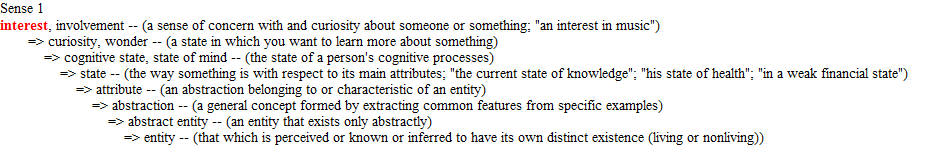 Sense 1
interest, involvement -- (a sense of concern with and curiosity about someone or something; "an interest in music")
=> curiosity, wonder -- (a state in which you want to learn more about something)
=> cognitive state, state of mind -- (the state of a person's cognitive processes)
=> state -- (the way something is with respect to its main attributes; "the current state of knowledge"; "his state of health"; "in a weak financial state")
=> attribute -- (an abstraction belonging to or characteristic of an entity)
=> abstraction -- (a general concept formed by extracting common features from specific examples)
=> abstract entity -- (an entity that exists only abstractly)
=> entity -- (that which is perceived or known or inferred to have its own distinct existence (living or nonliving))